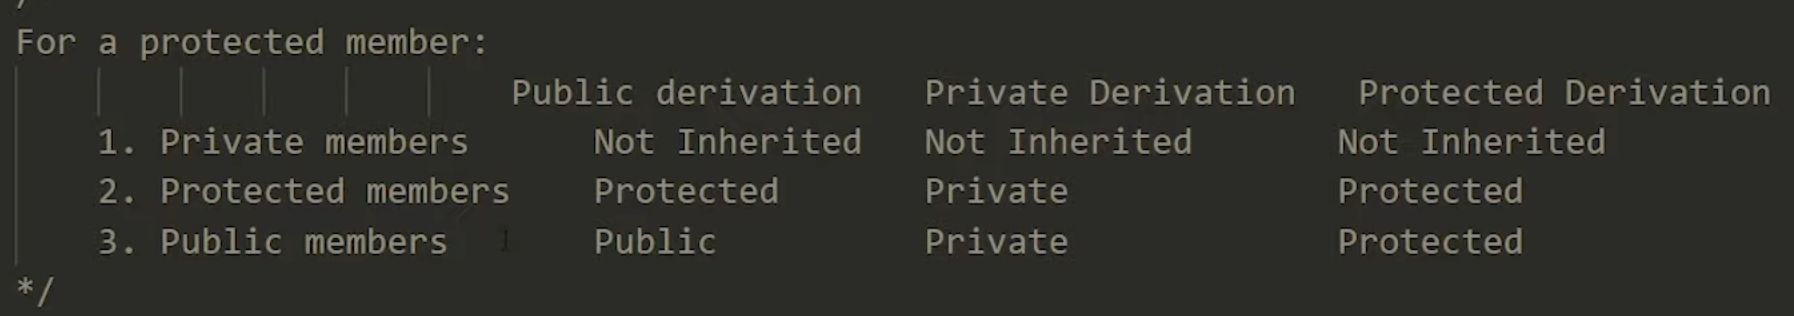 For a protected member:
Public derivation Private Derivation Protected Derivation
1. Private members Not Inherited Not Inherited Not Inherited
2. Protected members Protected Private Protected
3. Public members Public Private Protected
*/